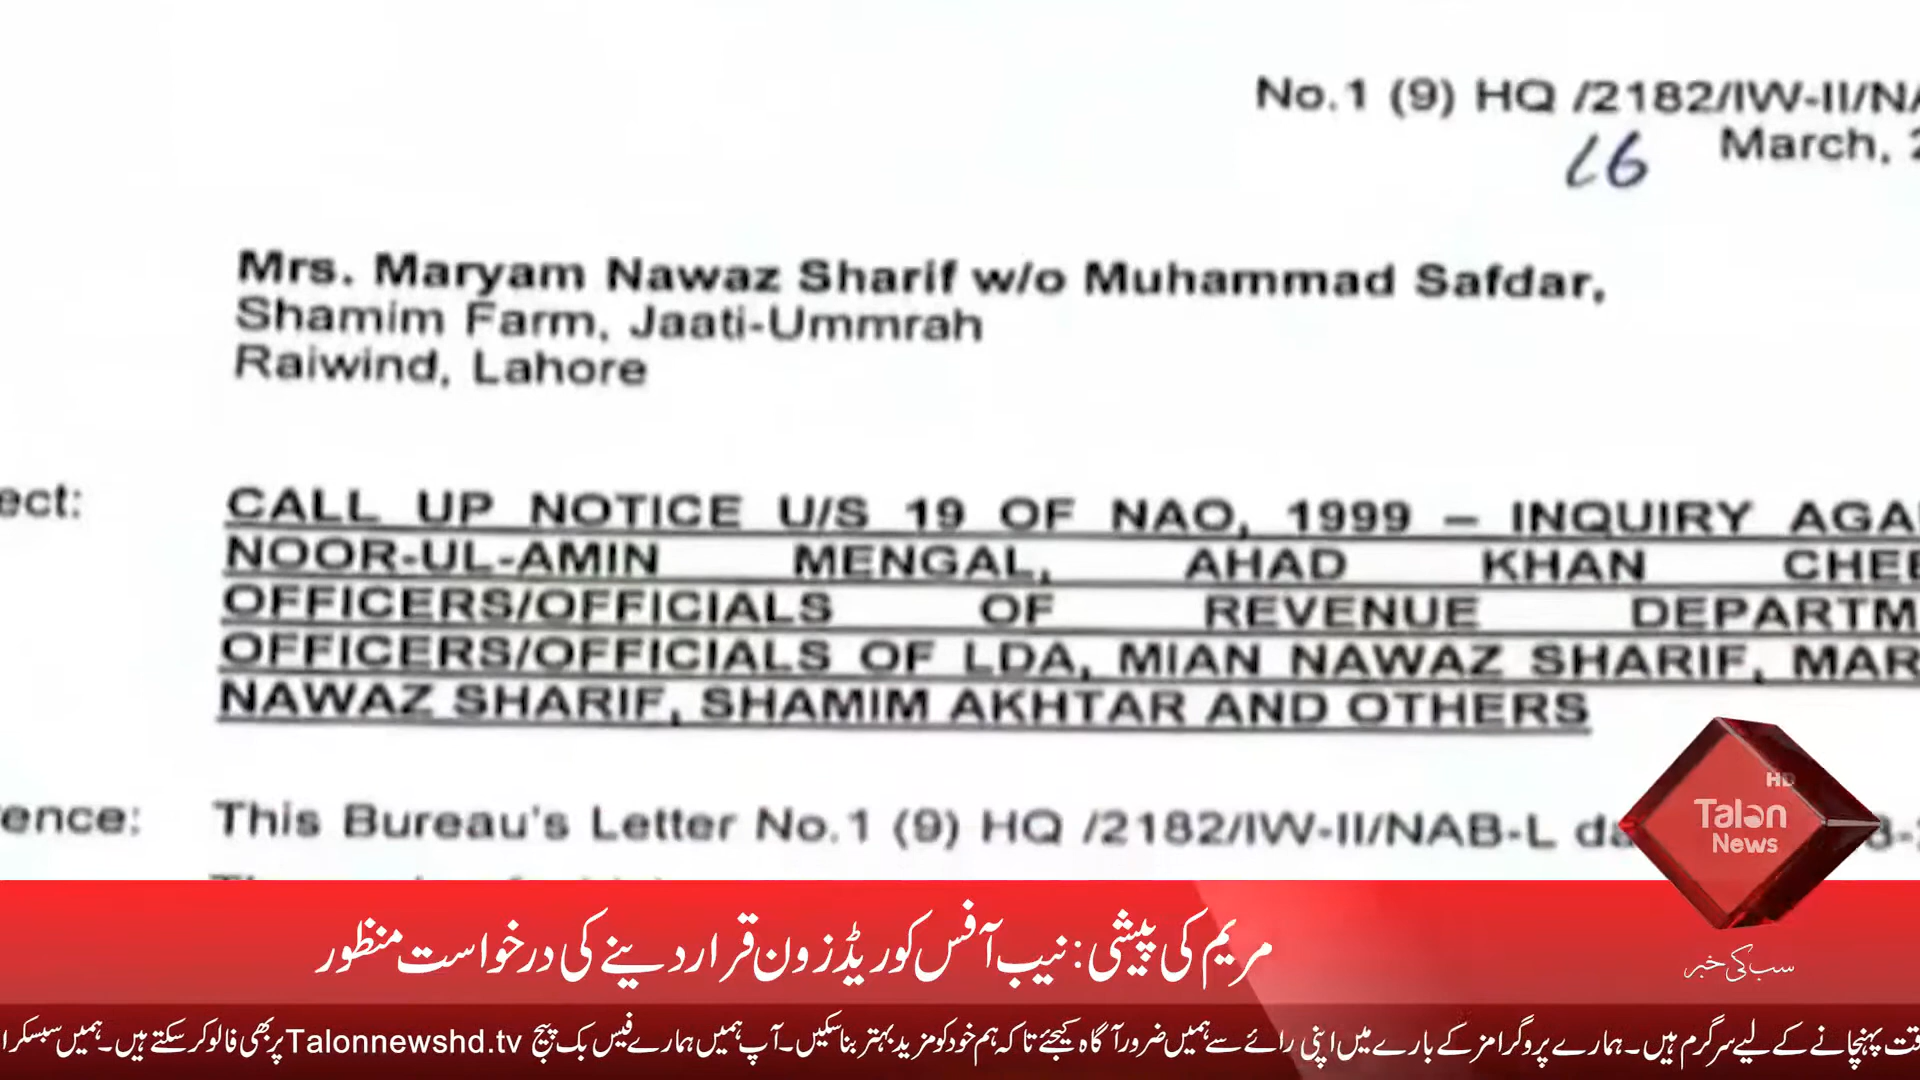 No.1 (9) HQ /2182/IW-II/NA
16 March, 2
Mrs. Maryam Nawaz Sharif w/o Muhammad Safdar,
Shamim Farm, Jaati-Ummrah
Raiwind, Lahore
ect:
CALL UP NOTICE U/S 19 OF NAO, 1999 – INQUIRY AGA
NOOR-UL-AMIN MENGAL, AHAD KHAN CHEE
OFFICERS/OFFICIALS OF REVENUE DEPARTM
OFFICERS/OFFICIALS OF LDA, MIAN NAWAZ SHARIF, MAR
NAWAZ SHARIF, SHAMIM AKHTAR AND OTHERS
ence: This Bureau's Letter No.1 (9) HQ /2182/IW-II/NAB-L da
HD
Talon
News
مریم کی پیشی: نیب آفس کو ریڈ زون قرار دینے کی درخواست منظور
سب کی خبر
قت پہنچانے کے لیے سرگرم ہیں۔ ہمارے پروگرامز کے بارے میں اپنی رائے سے ہمیں ضرور آگاہ کیجئے تا کہ ہم خود کو مزید بہتر بنا سکیں۔ آپ ہمیں ہمارے فیس بک پیج Talonnewshd.tv پر بھی فالو کر سکتے ہیں۔ ہمیں سبسکرا